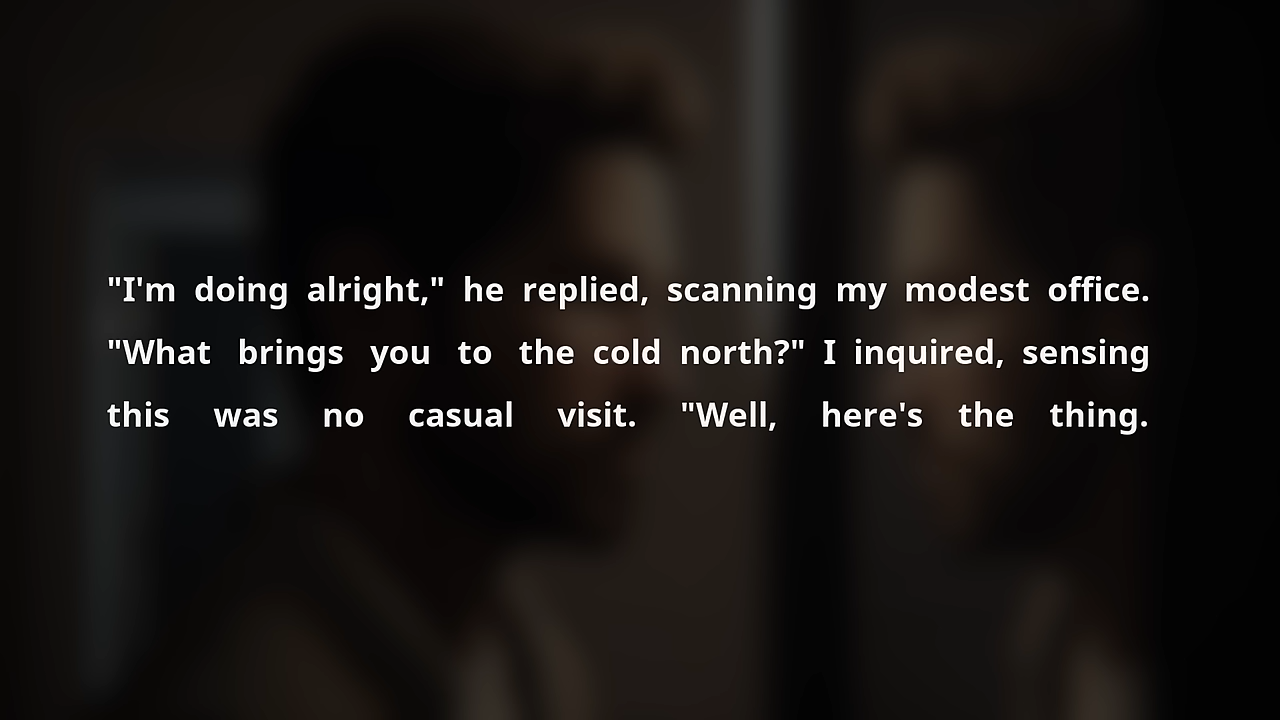 "I'm doing alright," he replied, scanning my modest office.
"What brings you to the cold north?" I inquired, sensing
this was no casual visit. "Well, here's the thing.